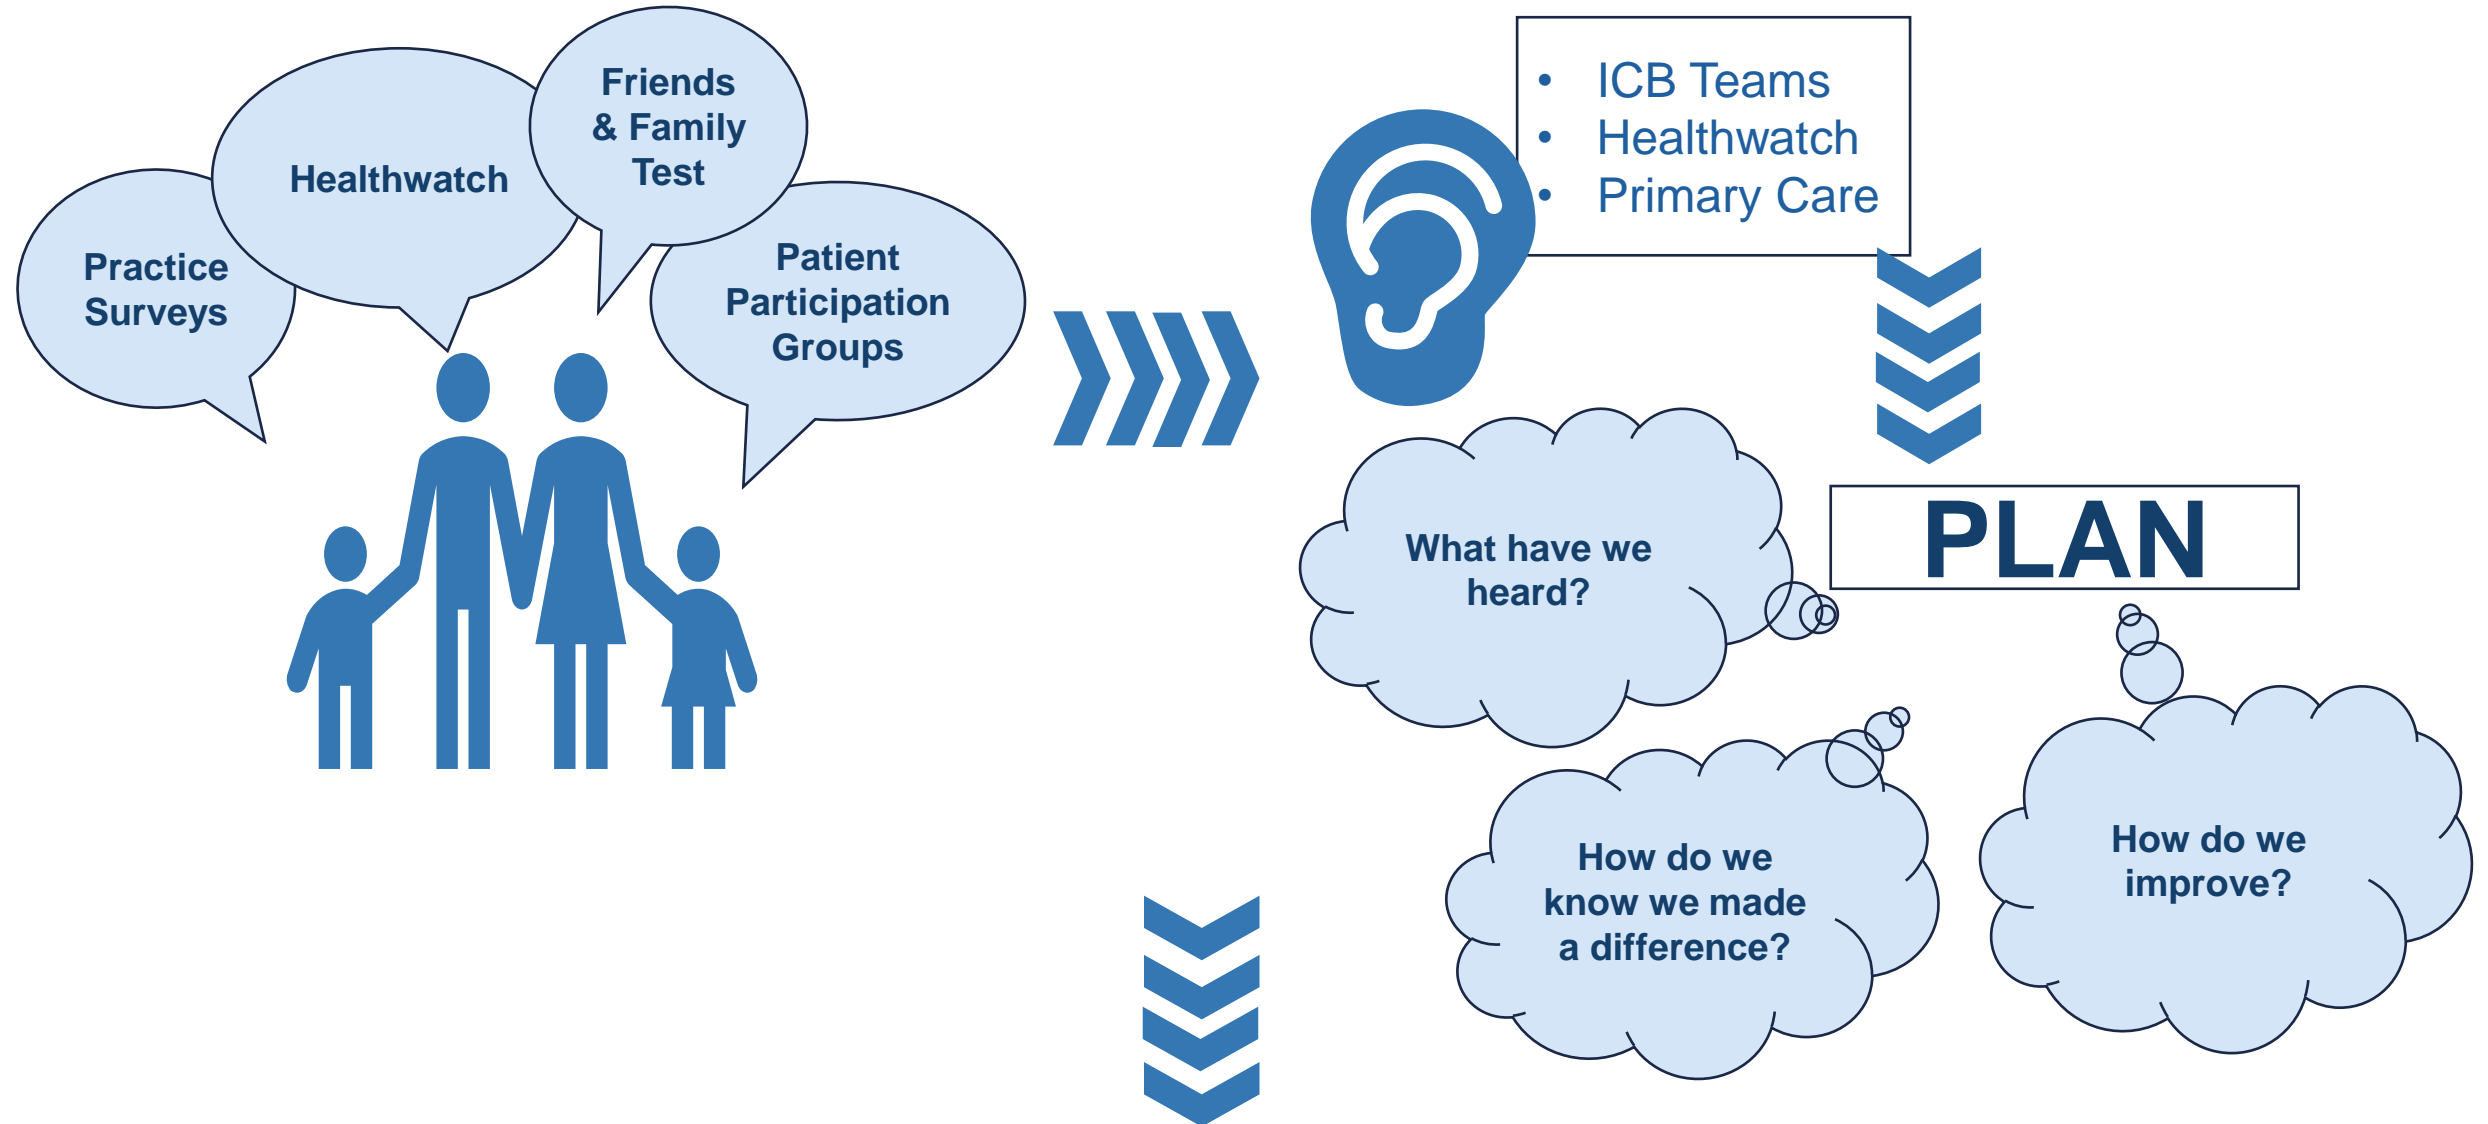 Practice
Surveys
Healthwatch
Friends
& Family
Test
Patient
Participation
Groups
• ICB Teams
• Healthwatch
• Primary Care
PLAN
What have we
heard?
How do we
know we made
a difference?
How do we
improve?